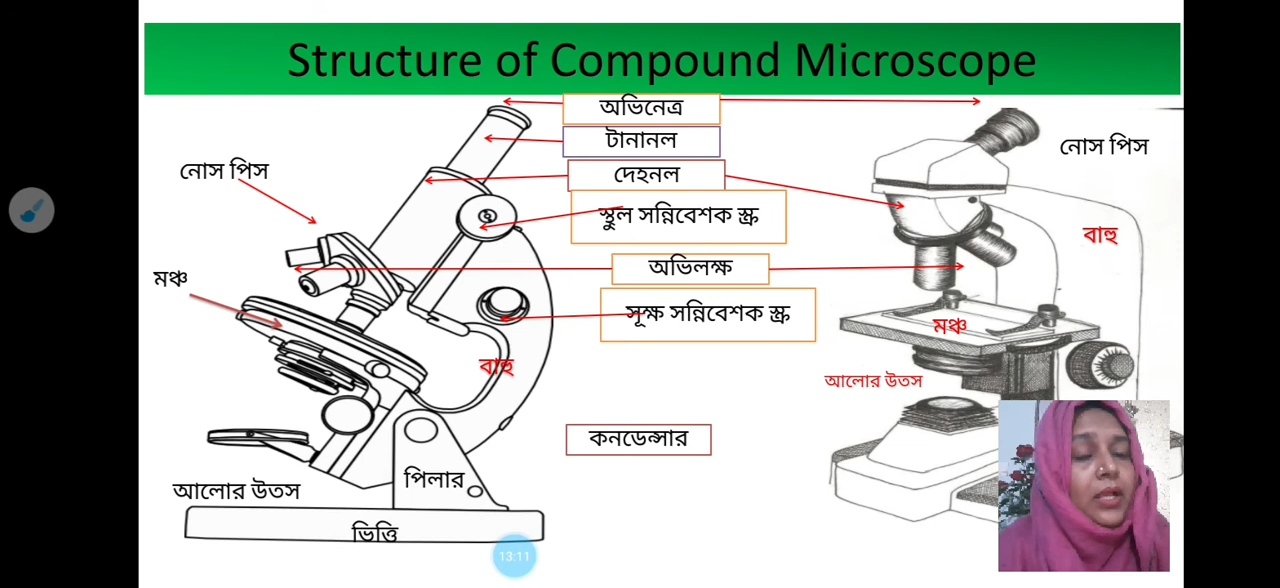 Structure of Compound Microscope
অভিনেত্র
টানানল
নোস পিস
নোস পিস
দেহনল
স্থুল সন্নিবেশক স্ক্রু
বাহু
অভিলক্ষ
মঞ্চ
সূক্ষ সন্নিবেশক স্ক্রু
মঞ্চ
বাহু
আলোর উতস
কনডেন্সার
পিলার
আলোর উতস
ভিত্তি
13:11